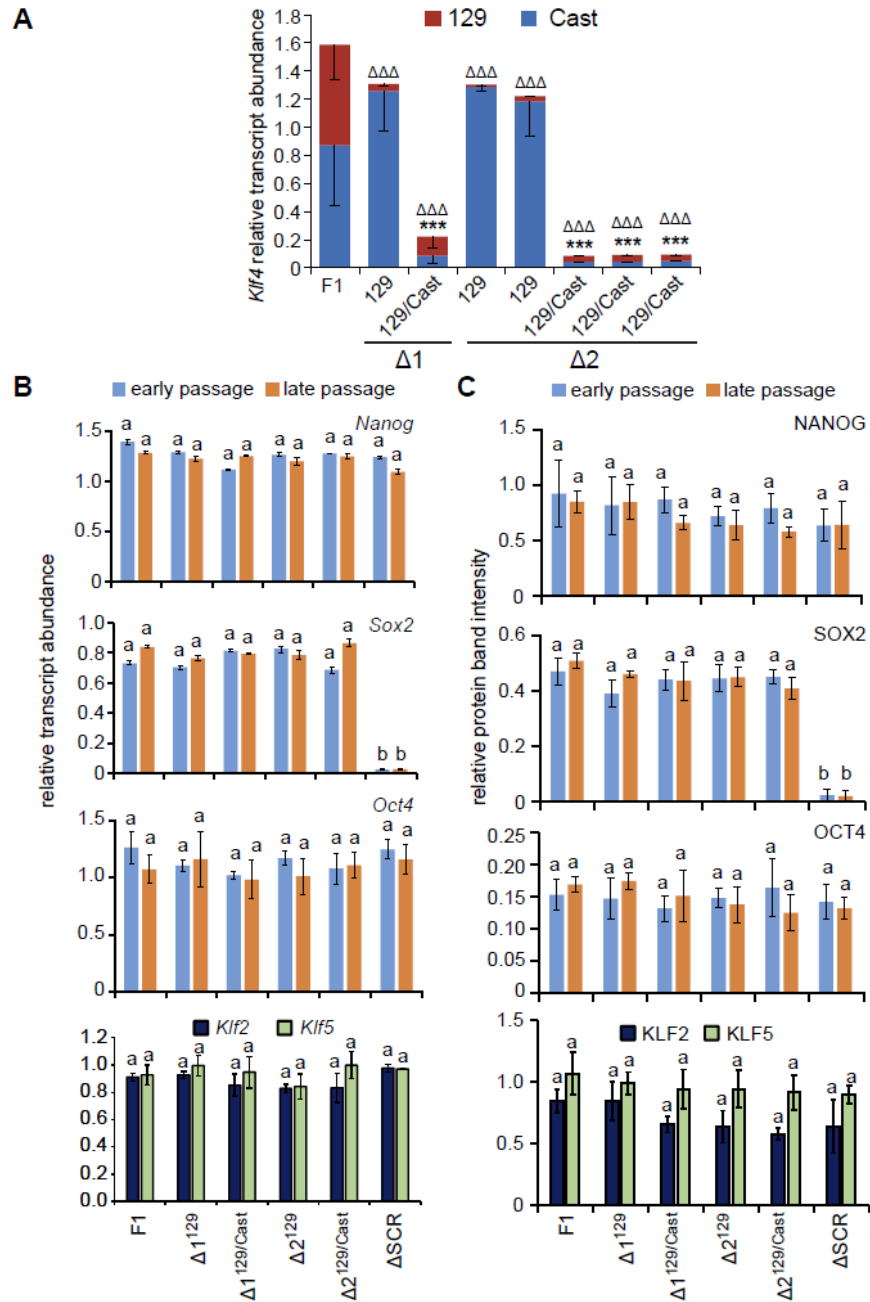 A
129 Cast
Klf4 relative transcript abundance
1.8
1.6
1.4
1.2
1.0
0.8
0.6
0.4
0.2
0
ΔΔΔ
ΔΔΔ
***
ΔΔΔ
ΔΔΔ
ΔΔΔ
***
ΔΔΔ
***
ΔΔΔ
***
F1 129 129/Cast 129 129 129/Cast 129/Cast 129/Cast
Δ1 Δ2
B
early passage late passage
relative transcript abundance
Nanog
1.5
1.0
0.5
0
a a a a a a a a a a a a
Sox2
1.0
0.8
0.6
0.4
0.2
0
a a a a a a a a a a b b
Oct4
1.5
1.0
0.5
0
a a a a a a a a a a a a
Klf2 Klf5
1.2
1.0
0.8
0.6
0.4
0.2
0.0
a a a a a a a a a a a a
F1 Δ1129 Δ1129/Cast Δ2129 Δ2129/Cast ΔSCR
C
early passage late passage
relative protein band intensity
NANOG
1.5
1.0
0.5
0
a a a a a a a a a a a a
SOX2
0.6
0.4
0.2
0
a a a a a a a a a a b b
OCT4
0.25
0.20
0.15
0.10
0.05
0
a a a a a a a a a a a a
KLF2 KLF5
1.5
1.0
0.5
0
a a a a a a a a a a a a
F1 Δ1129 Δ1129/Cast Δ2129 Δ2129/Cast ΔSCR